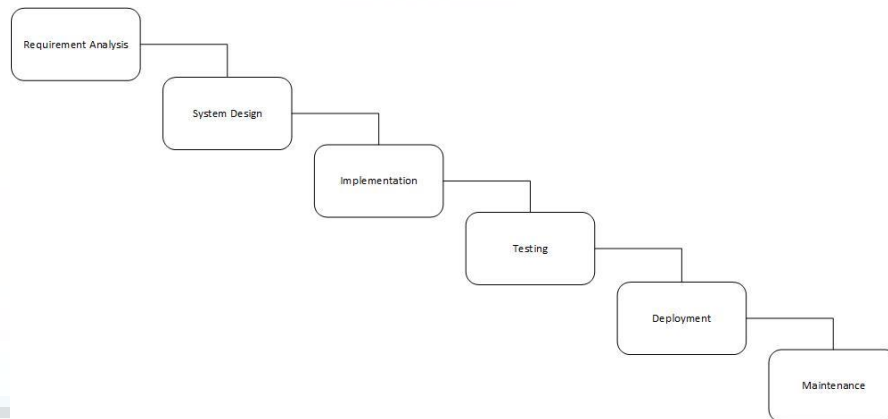 Requirement Analysis
System Design
Implementation
Testing
Deployment
Maintenance